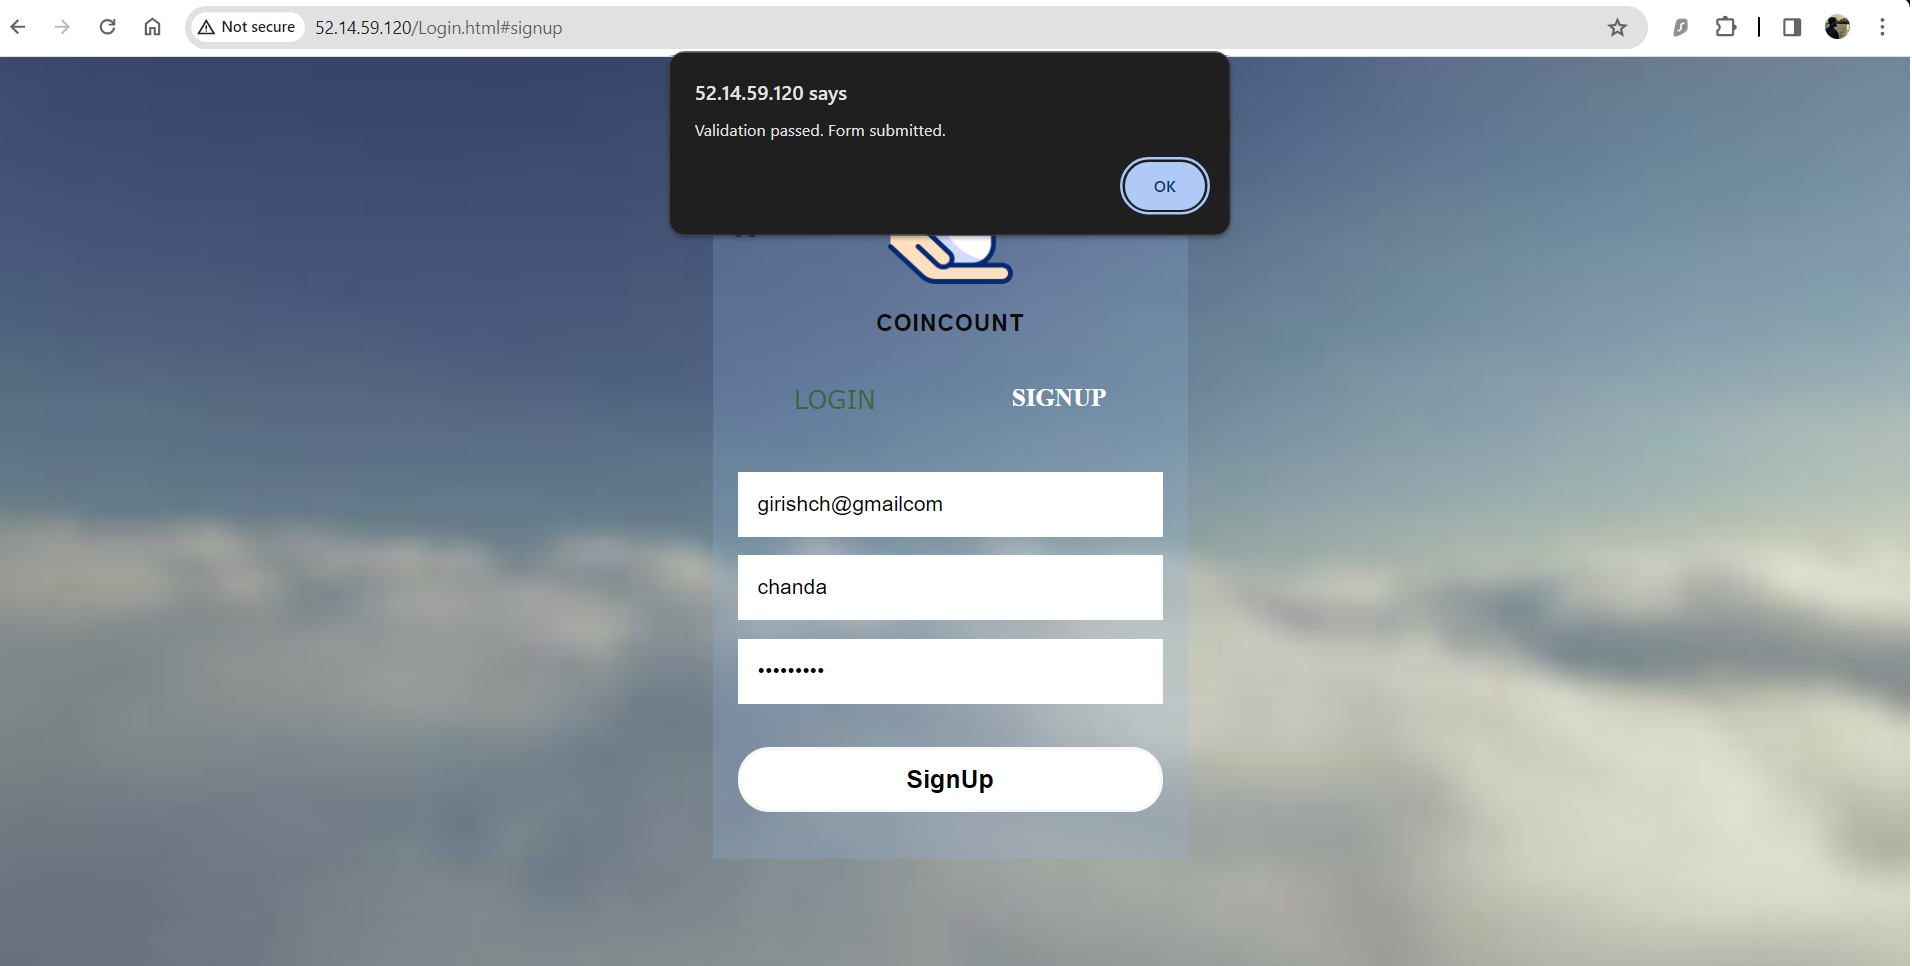 Not secure 52.14.59.120/Login.html#signup
52.14.59.120 says
Validation passed. Form submitted.
OK
COINCOUNT
LOGIN SIGNUP
girishch@gmailcom
chanda
•••••••••
SignUp